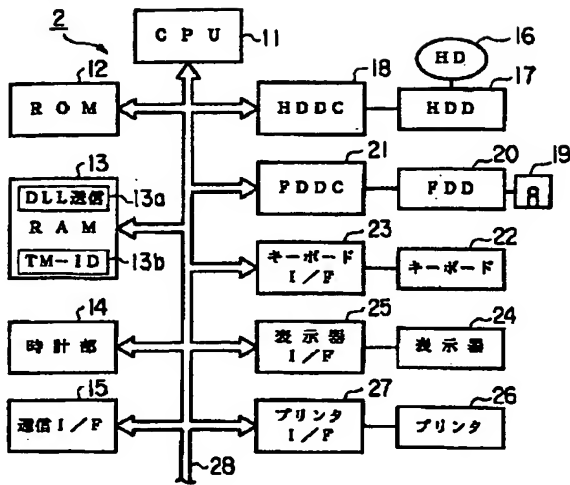 2
CPU
11
12
ROM
18
HDDC
HD
16
17
HDD
13
DLL送信
13a
RAM
TM-ID
13b
21
FDDC
20
FDD
19
23
キーボード
I/F
22
キーボード
14
時計部
25
表示器
I/F
24
表示器
15
通信I/F
27
プリンタ
I/F
26
プリンタ
28